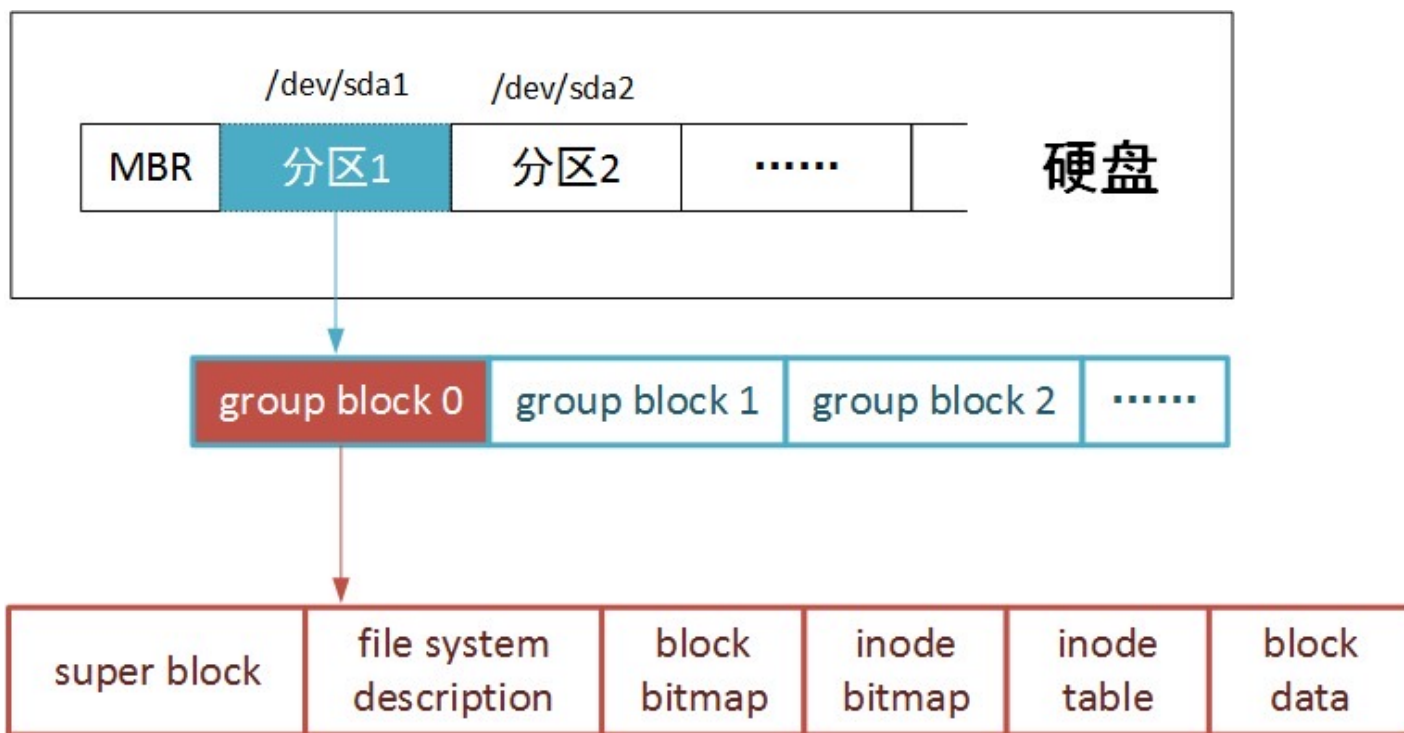 /dev/sda1 /dev/sda2
MBR 分区1 分区2 ······ 硬盘
group block 0 group block 1 group block 2 ······
super block file system description block bitmap inode bitmap inode table block data